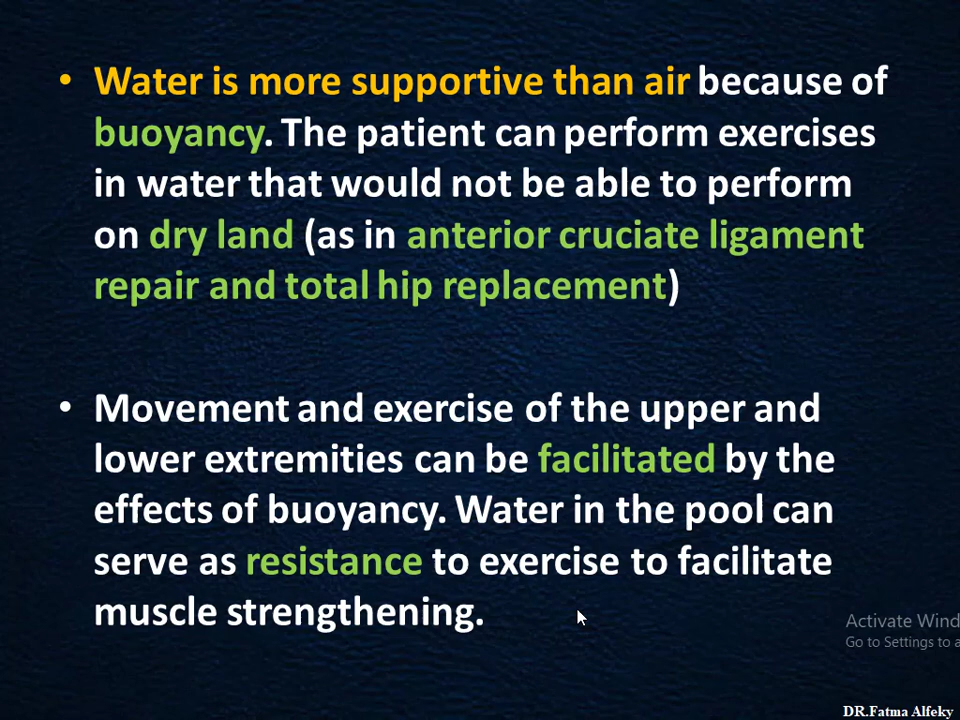 • Water is more supportive than air because of
buoyancy. The patient can perform exercises
in water that would not be able to perform
on dry land (as in anterior cruciate ligament
repair and total hip replacement)
• Movement and exercise of the upper and
lower extremities can be facilitated by the
effects of buoyancy. Water in the pool can
serve as resistance to exercise to facilitate
muscle strengthening.
Activate Wind
Go to Settings to a
DR.Fatma Alfeky